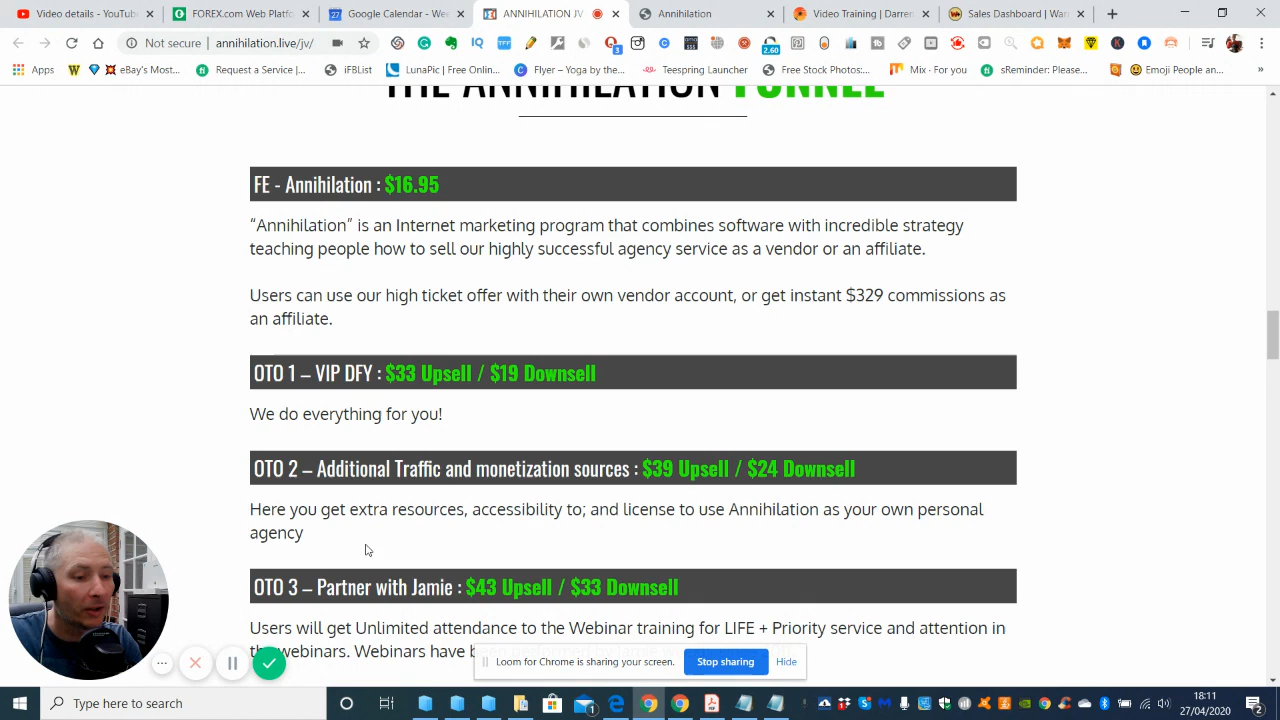 Video details - YouTube
FOREX.com Web Platfo
Google Calendar - Wee
ANNIHILATION JV
Annihilation
Video Training | Darren
Sales Dashboard | War
Not secure | annihilation.live/jv/
Apps
eBay's Most...
Request a Service |...
iFBList
LunaPic | Free Onlin...
Flyer – Yoga by the...
Teespring Launcher
Free Stock Photos:...
Mix · For you
sReminder: Please...
Emoji People an...
THE ANNIHILATION FUNNEL
FE - Annihilation : $16.95
“Annihilation” is an Internet marketing program that combines software with incredible strategy
teaching people how to sell our highly successful agency service as a vendor or an affiliate.
Users can use our high ticket offer with their own vendor account, or get instant $329 commissions as
an affiliate.
OTO 1 – VIP DFY : $33 Upsell / $19 Downsell
We do everything for you!
OTO 2 – Additional Traffic and monetization sources : $39 Upsell / $24 Downsell
Here you get extra resources, accessibility to; and license to use Annihilation as your own personal
agency
OTO 3 – Partner with Jamie : $43 Upsell / $33 Downsell
Users will get Unlimited attendance to the Webinar training for LIFE + Priority service and attention in
the webinars. Webinars have been
Loom for Chrome is sharing your screen.
Stop sharing
Hide
Type here to search
18:11
27/04/2020